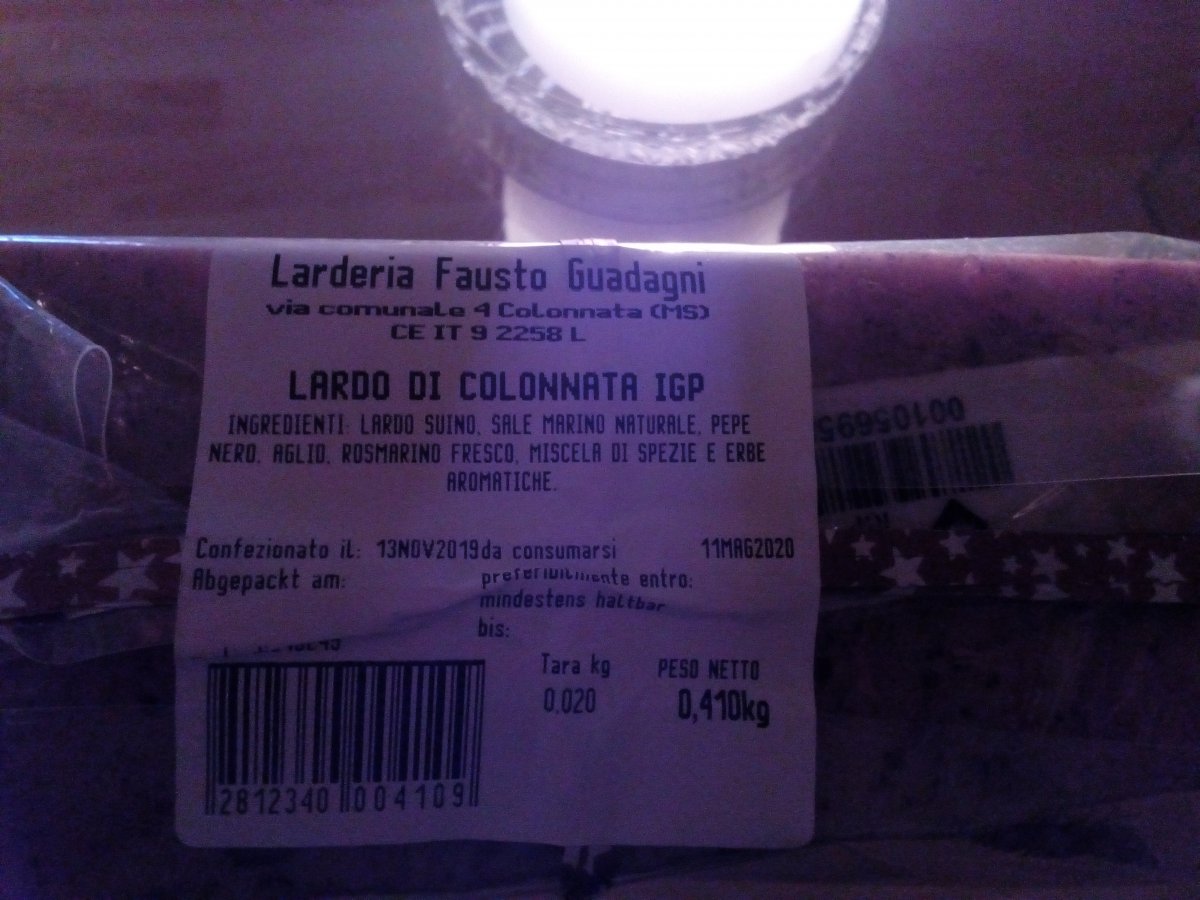 Larderia Fausto Guadagni
via comunale 4 Colonnata (MS)
CE IT 9 2258 L
LARDO DI COLONNATA IGP
INGREDIENTI: LARDO SUINO, SALE MARINO NATURALE, PEPE
NERO, AGLIO, ROSMARINO FRESCO, MISCELA DI SPEZIE E ERBE
AROMATICHE.
Confezionato il: 13NOV2019 da consumarsi 11MAG2020
Abgepackt am: preferibilmente entro:
mindestens haltbar
bis:
Tara kg PESO NETTO
0,020 0,410kg
2812340 004109
00105695